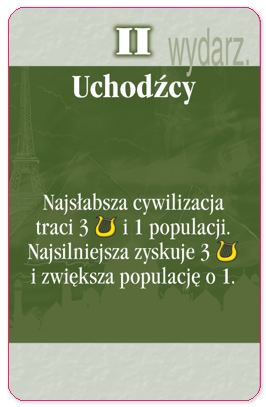 II
wydarz.
Uchodźcy
Najsłabsza cywilizacja
traci 3 i 1 populacji.
Najsilniejsza zyskuje 3
i zwiększa populację o 1.